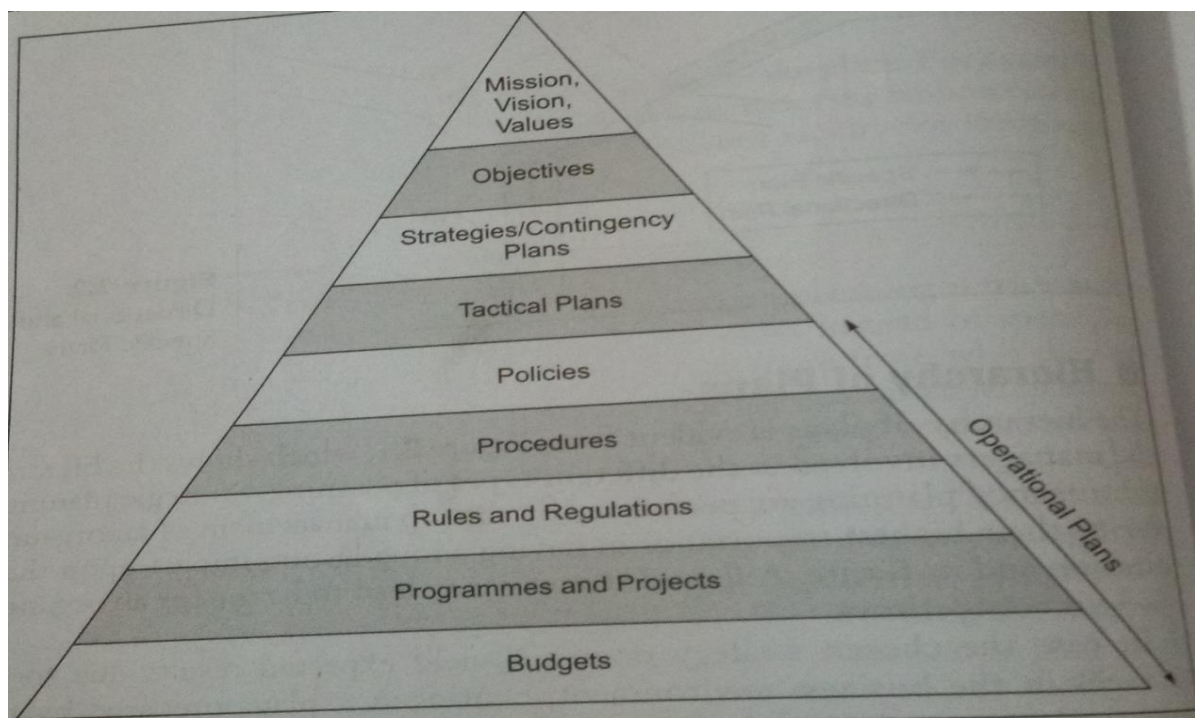 Mission,
Vision,
Values
Objectives
Strategies/Contingency
Plans
Tactical Plans
Policies
Procedures
Rules and Regulations
Programmes and Projects
Budgets
Operational Plans